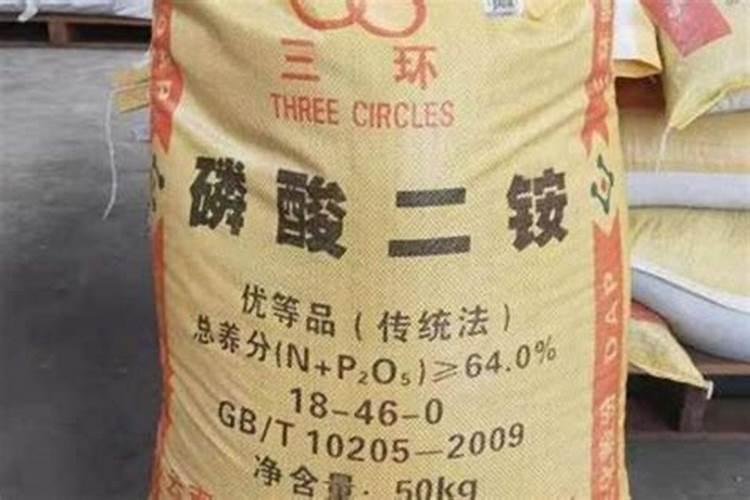 三环
THREE CIRCLES
磷酸二铵
优等品（传统法）
总养分(N+P₂O₅)≥64.0%
18-46-0
GB/T 10205—2009
净含量：50kg
DAP